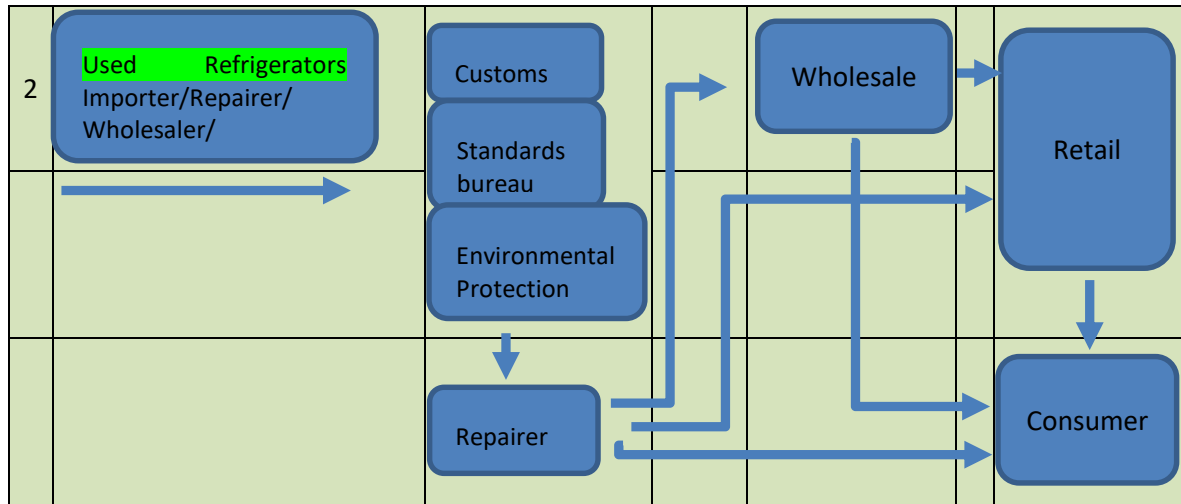 2
Used Refrigerators
Importer/Repairer/
Wholesaler/
Customs
Standards
bureau
Environmental
Protection
Repairer
Wholesale
Retail
Consumer